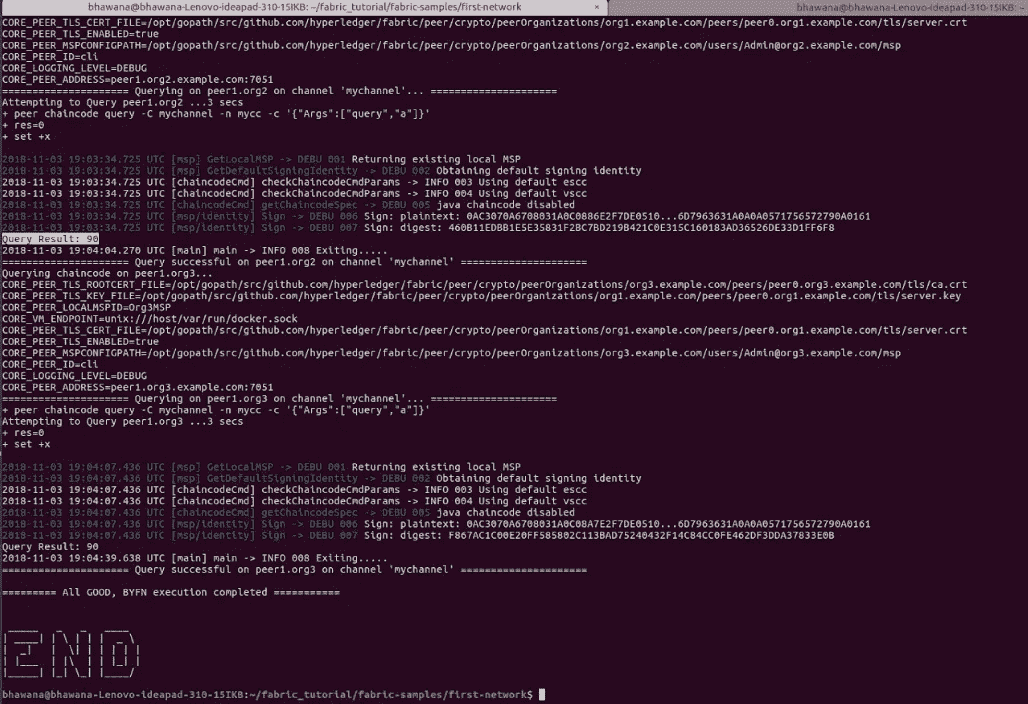 bhawana@bhawana-Lenovo-ideapad-310-15IKB: ~/fabric_tutorial/fabric-samples/first-network × bhawana@bhawana-Lenovo-ideapad-310-15IKB: ~
CORE_PEER_TLS_CERT_FILE=/opt/gopath/src/github.com/hyperledger/fabric/peer/crypto/peerOrganizations/org1.example.com/peers/peer0.org1.example.com/tls/server.crt
CORE_PEER_TLS_ENABLED=true
CORE_PEER_MSPCONFIGPATH=/opt/gopath/src/github.com/hyperledger/fabric/peer/crypto/peerOrganizations/org2.example.com/users/Admin@org2.example.com/msp
CORE_PEER_ID=cli
CORE_LOGGING_LEVEL=DEBUG
CORE_PEER_ADDRESS=peer1.org2.example.com:7051
===================== Querying on peer1.org2 on channel 'mychannel'... =====================
Attempting to Query peer1.org2 ...3 secs
+ peer chaincode query -C mychannel -n mycc -c '{"Args":["query","a"]}'
+ res=0
+ set +x
2018-11-03 19:03:34.725 UTC [msp] GetLocalMSP -> DEBU 001 Returning existing local MSP
2018-11-03 19:03:34.725 UTC [msp] GetDefaultSigningIdentity -> DEBU 002 Obtaining default signing identity
2018-11-03 19:03:34.725 UTC [chaincodeCmd] checkChaincodeCmdParams -> INFO 003 Using default escc
2018-11-03 19:03:34.725 UTC [chaincodeCmd] checkChaincodeCmdParams -> INFO 004 Using default vscc
2018-11-03 19:03:34.725 UTC [chaincodeCmd] getChaincodeSpec -> DEBU 005 java chaincode disabled
2018-11-03 19:03:34.725 UTC [msp/identity] Sign -> DEBU 006 Sign: plaintext: 0AC3070A6708031A0C0886E2F7DE0510...6D7963631A0A0A0571756572790A0161
2018-11-03 19:03:34.725 UTC [msp/identity] Sign -> DEBU 007 Sign: digest: 460B11EDBB1E5E35831F2BC7BD219B421C0E315C160183AD36526DE33D1FF6F8
Query Result: 90
2018-11-03 19:04:04.270 UTC [main] main -> INFO 008 Exiting.....
===================== Query successful on peer1.org2 on channel 'mychannel' =====================
Querying chaincode on peer1.org3...
CORE_PEER_TLS_ROOTCERT_FILE=/opt/gopath/src/github.com/hyperledger/fabric/peer/crypto/peerOrganizations/org3.example.com/peers/peer0.org3.example.com/tls/ca.crt
CORE_PEER_TLS_KEY_FILE=/opt/gopath/src/github.com/hyperledger/fabric/peer/crypto/peerOrganizations/org1.example.com/peers/peer0.org1.example.com/tls/server.key
CORE_PEER_LOCALMSPID=Org3MSP
CORE_VM_ENDPOINT=unix:///host/var/run/docker.sock
CORE_PEER_TLS_CERT_FILE=/opt/gopath/src/github.com/hyperledger/fabric/peer/crypto/peerOrganizations/org1.example.com/peers/peer0.org1.example.com/tls/server.crt
CORE_PEER_TLS_ENABLED=true
CORE_PEER_MSPCONFIGPATH=/opt/gopath/src/github.com/hyperledger/fabric/peer/crypto/peerOrganizations/org3.example.com/users/Admin@org3.example.com/msp
CORE_PEER_ID=cli
CORE_LOGGING_LEVEL=DEBUG
CORE_PEER_ADDRESS=peer1.org3.example.com:7051
===================== Querying on peer1.org3 on channel 'mychannel'... =====================
+ peer chaincode query -C mychannel -n mycc -c '{"Args":["query","a"]}'
Attempting to Query peer1.org3 ...3 secs
+ res=0
+ set +x
2018-11-03 19:04:07.436 UTC [msp] GetLocalMSP -> DEBU 001 Returning existing local MSP
2018-11-03 19:04:07.436 UTC [msp] GetDefaultSigningIdentity -> DEBU 002 Obtaining default signing identity
2018-11-03 19:04:07.436 UTC [chaincodeCmd] checkChaincodeCmdParams -> INFO 003 Using default escc
2018-11-03 19:04:07.436 UTC [chaincodeCmd] checkChaincodeCmdParams -> INFO 004 Using default vscc
2018-11-03 19:04:07.436 UTC [chaincodeCmd] getChaincodeSpec -> DEBU 005 java chaincode disabled
2018-11-03 19:04:07.436 UTC [msp/identity] Sign -> DEBU 006 Sign: plaintext: 0AC3070A6708031A0C08A7E2F7DE0510...6D7963631A0A0A0571756572790A0161
2018-11-03 19:04:07.436 UTC [msp/identity] Sign -> DEBU 007 Sign: digest: F867AC1C00E20FF585802C113BAD75240432F14C84CC0FE462DF3DDA37833E0B
Query Result: 90
2018-11-03 19:04:39.638 UTC [main] main -> INFO 008 Exiting.....
===================== Query successful on peer1.org3 on channel 'mychannel' =====================
========= All GOOD, BYFN execution completed ===========
END
bhawana@bhawana-Lenovo-ideapad-310-15IKB:~/fabric_tutorial/fabric-samples/first-network$